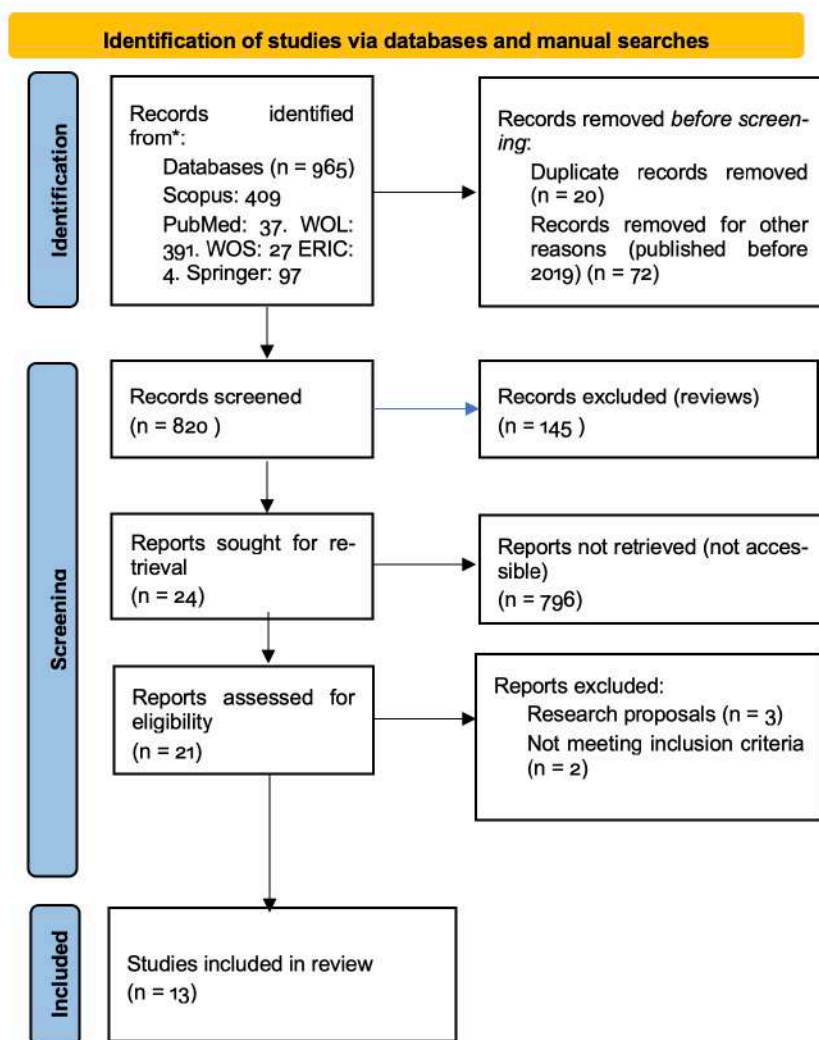 Identification of studies via databases and manual searches
Identification
Records identified
from*:
Databases (n = 965)
Scopus: 409
PubMed: 37. WOL:
391. WOS: 27 ERIC:
4. Springer: 97
Records removed before screen-
ing:
Duplicate records removed
(n = 20)
Records removed for other
reasons (published before
2019) (n = 72)
Screening
Records screened
(n = 820 )
Records excluded (reviews)
(n = 145 )
Reports sought for re-
trieval
(n = 24)
Reports not retrieved (not acces-
sible)
(n = 796)
Reports assessed for
eligibility
(n = 21)
Reports excluded:
Research proposals (n = 3)
Not meeting inclusion criteria
(n = 2)
Included
Studies included in review
(n = 13)